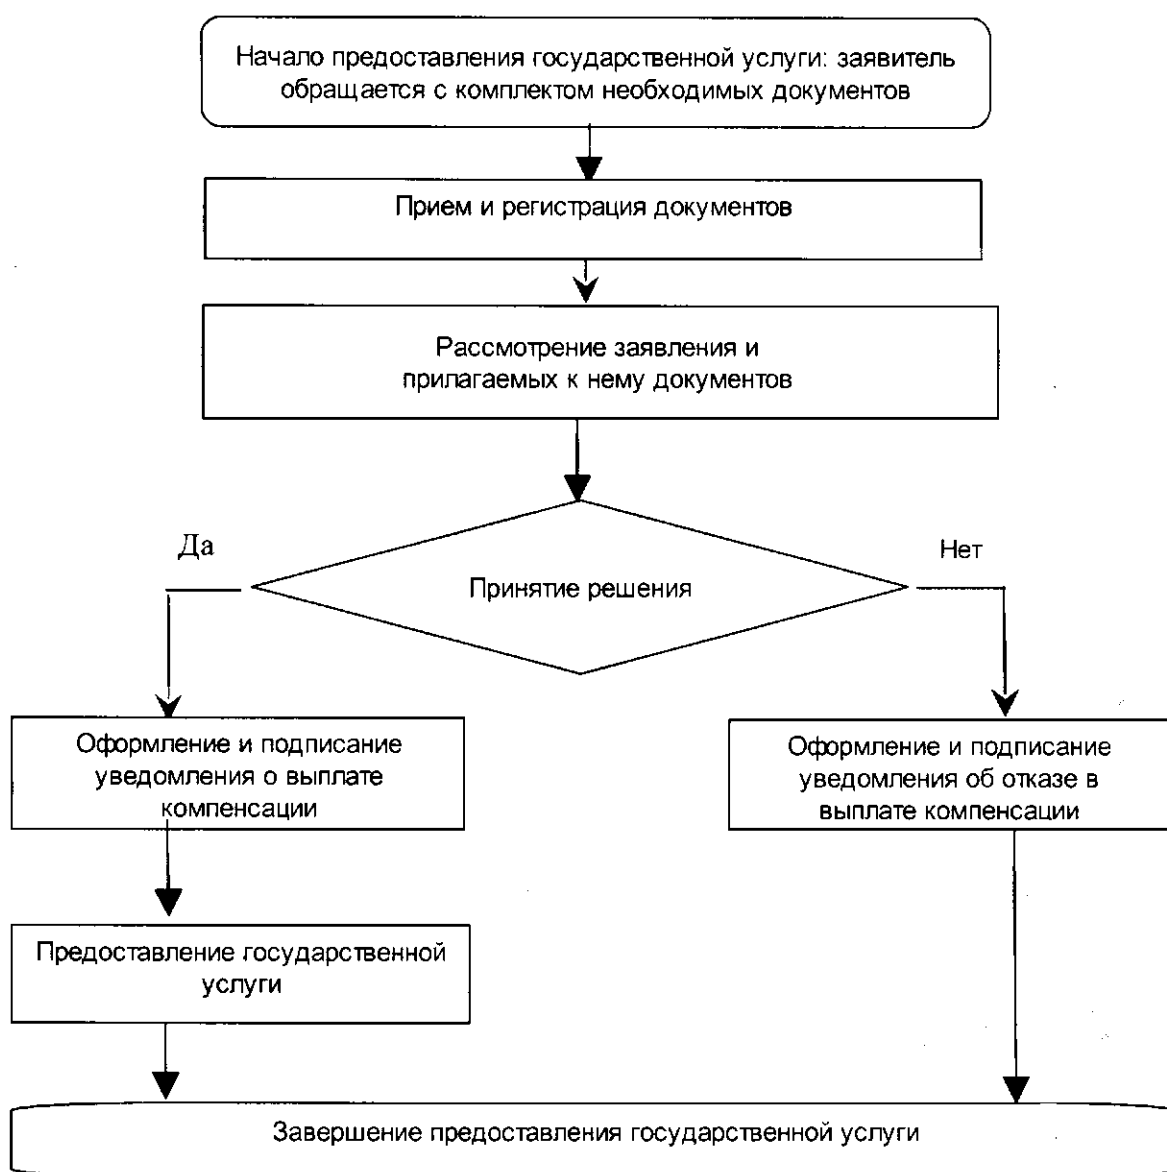 Начало предоставления государственной услуги: заявитель
обращается с комплектом необходимых документов
Прием и регистрация документов
Рассмотрение заявления и
прилагаемых к нему документов
Да
Нет
Принятие решения
Оформление и подписание
уведомления о выплате
компенсации
Оформление и подписание
уведомления об отказе в
выплате компенсации
Предоставление государственной
услуги
Завершение предоставления государственной услуги